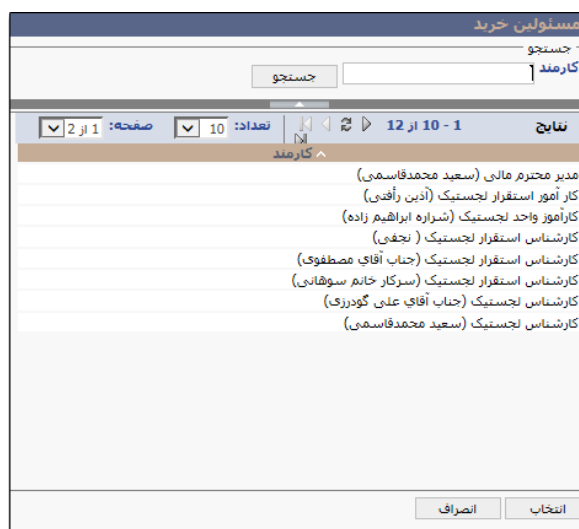 مسئولین خرید
جستجو
کارمند
جستجو
نتایج 1 - 10 از 12 تعداد: 10 صفحه: 1 از 2
کارمند
مدیر محترم مالی (سعید محمدقاسمی)
کار آموز استقرار لجستیک (آذین رأفتی)
کارآموز واحد لجستیک (شراره ابراهیم زاده)
کارشناس استقرار لجستیک ( نجفی)
کارشناس استقرار لجستیک (جناب آقاي مصطفوی)
کارشناس استقرار لجستیک (سرکار خانم سوهانی)
کارشناس لجستیک (جناب آقاي علی گودرزی)
کارشناس لجستیک (سعید محمدقاسمی)
انتخاب انصراف